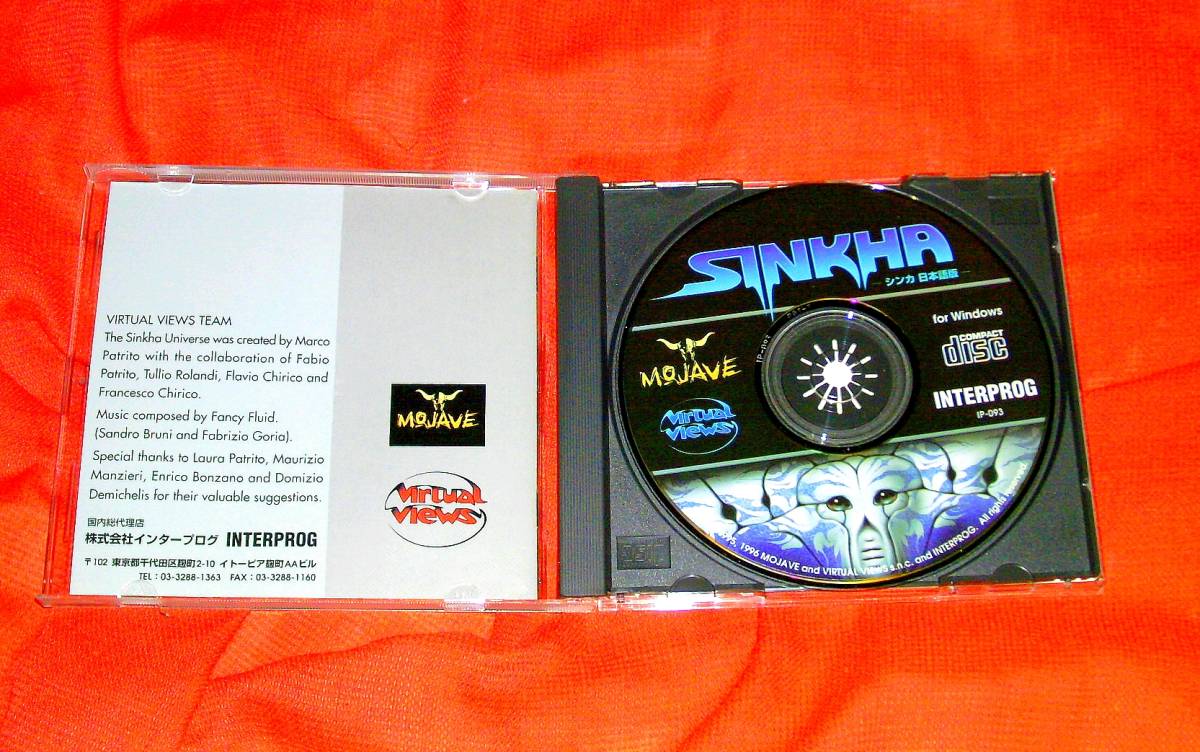 VIRTUAL VIEWS TEAM
The Sinkha Universe was created by Marco
Patrito with the collaboration of Fabio
Patrito, Tullio Rolandi, Flavio Chirico and
Francesco Chirico.
Music composed by Fancy Fluid.
(Sandro Bruni and Fabrizio Goria).
Special thanks to Laura Patrito, Maurizio
Manzieri, Enrico Bonzano and Domizio
Demichelis for their valuable suggestions.
国内総代理店
株式会社インタープログ INTERPROG
〒102 東京都千代田区麹町2-10 イトーピア麹町AAビル
TEL : 03-3288-1363 FAX : 03-3288-1160
MOJAVE
Virtual
Views
SINKHA
シンカ 日本語版
for Windows
COMPACT
disc
INTERPROG
IP-093
MOJAVE
Virtual
Views
1996 MOJAVE and VIRTUAL VIEWS s.n.c. and INTERPROG. All rights